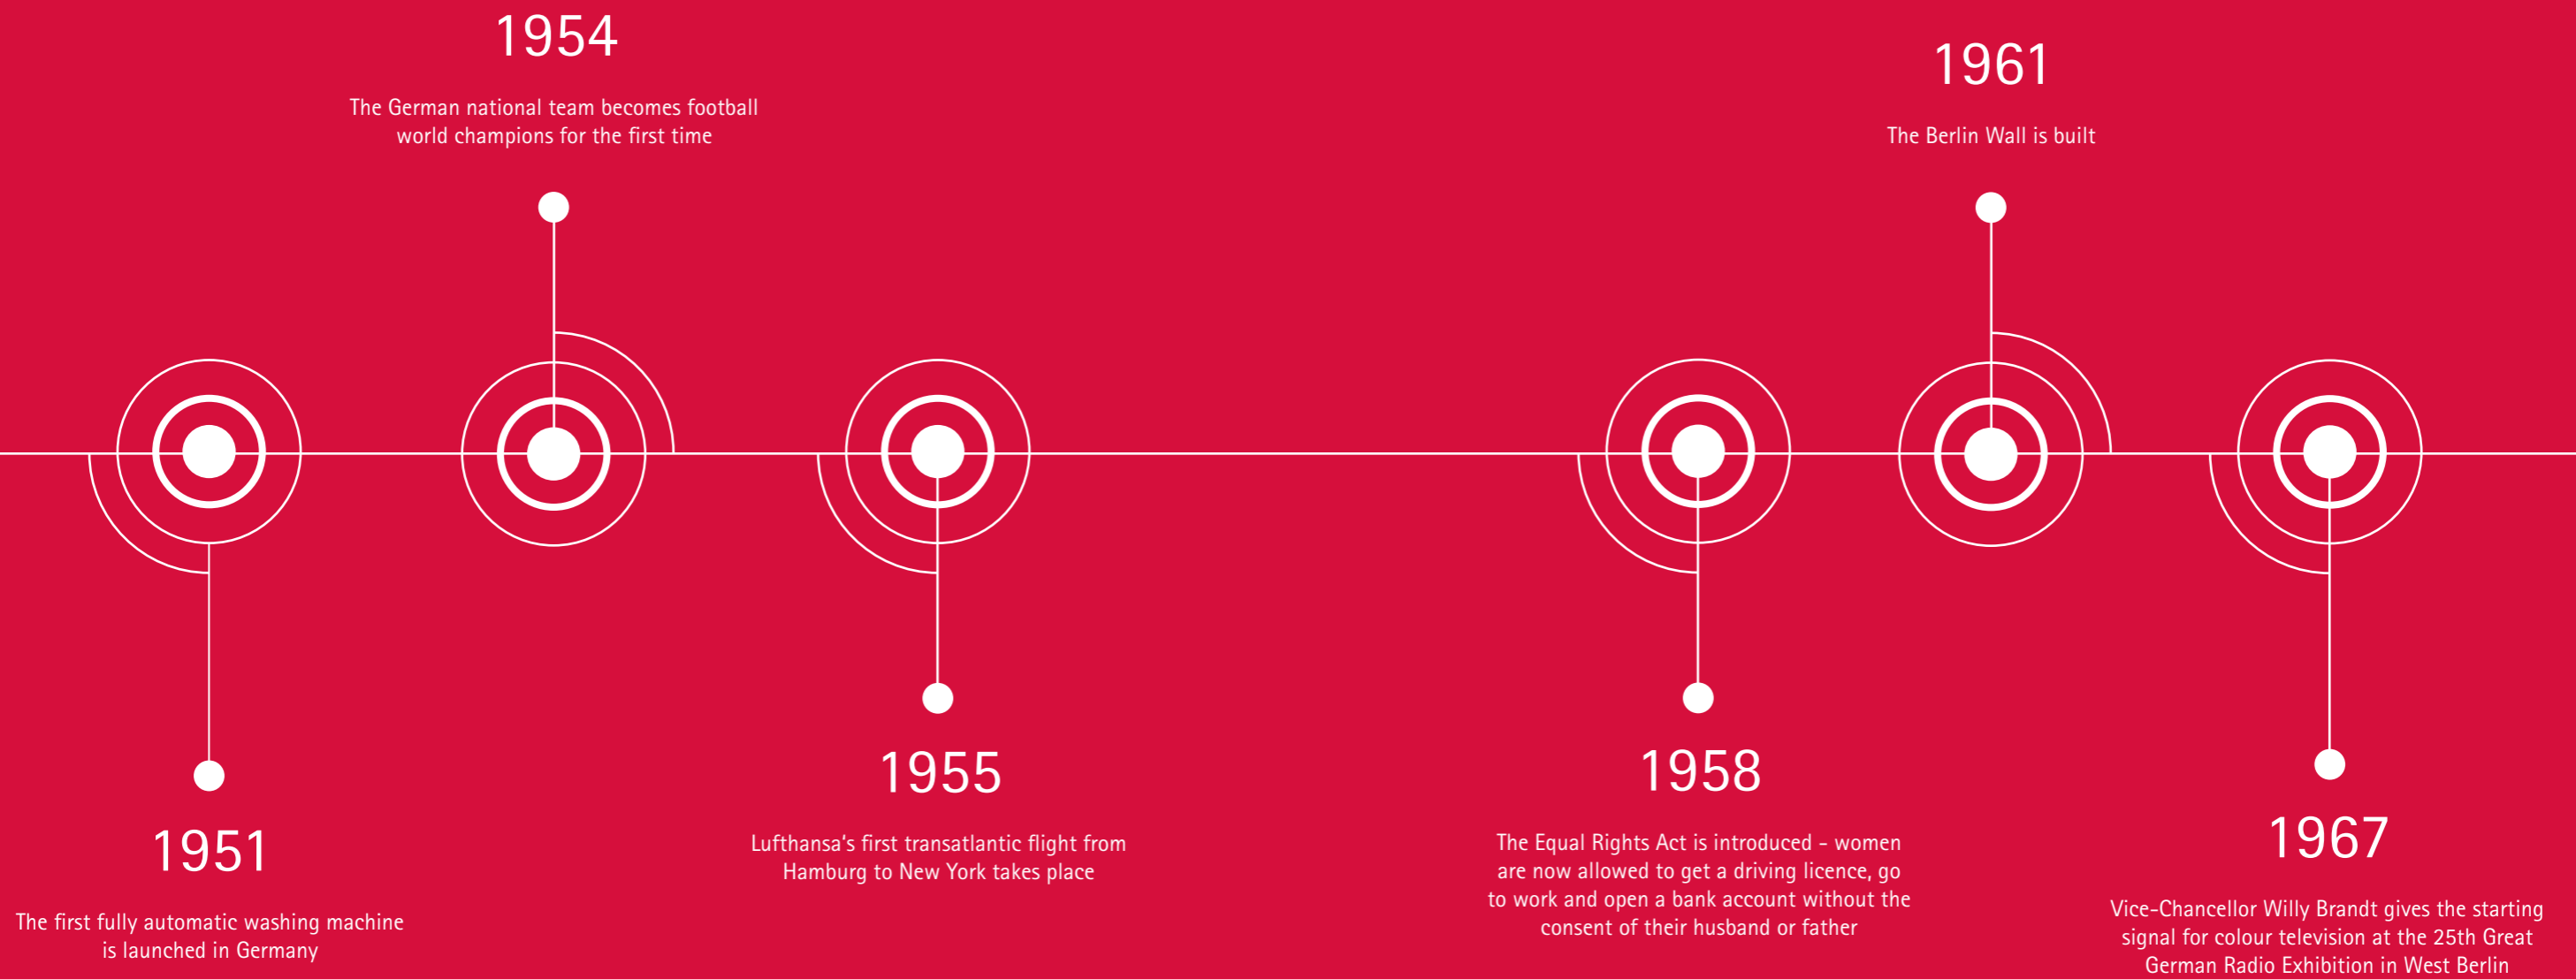 1951
The first fully automatic washing machine
is launched in Germany
1954
The German national team becomes football
world champions for the first time
1955
Lufthansa‘s first transatlantic flight from
Hamburg to New York takes place
1958
The Equal Rights Act is introduced - women
are now allowed to get a driving licence, go
to work and open a bank account without the
consent of their husband or father
1961
The Berlin Wall is built
1967
Vice-Chancellor Willy Brandt gives the starting
signal for colour television at the 25th Great
German Radio Exhibition in West Berlin